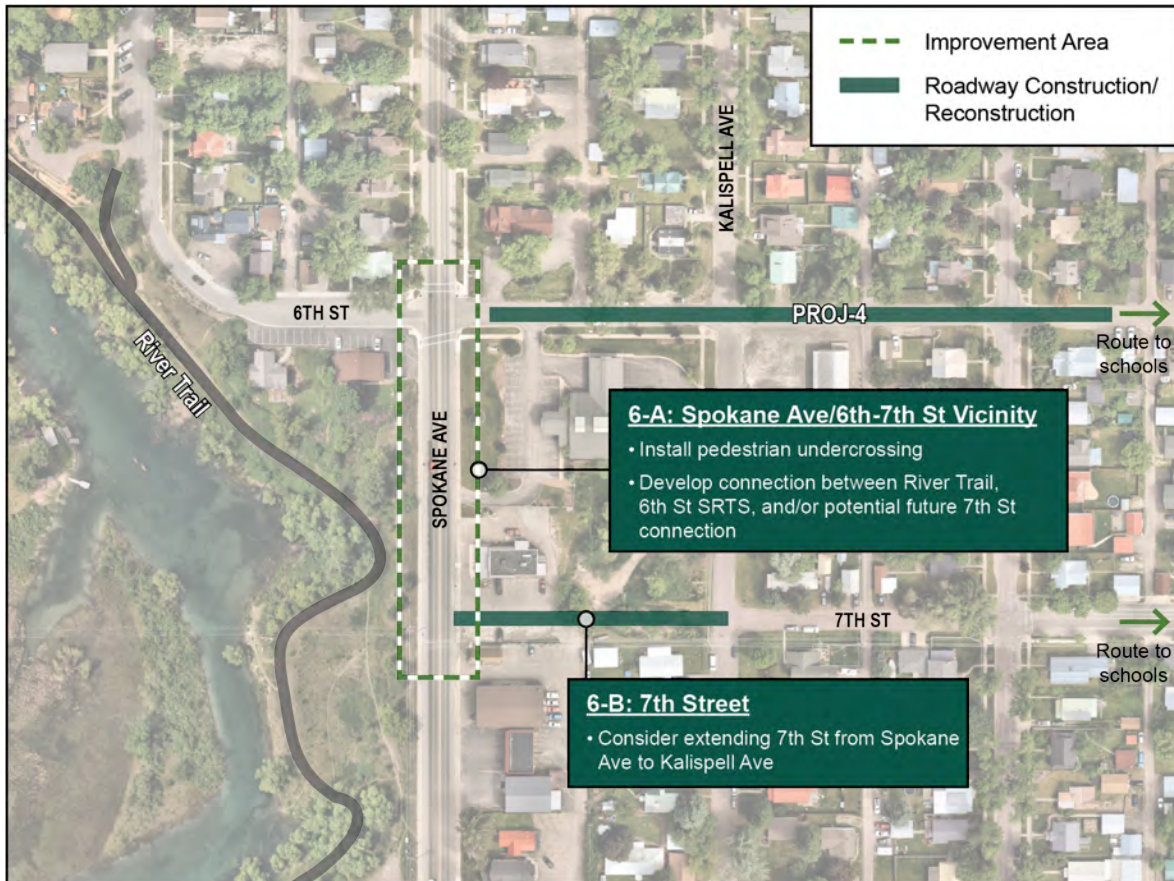 Improvement Area
Roadway Construction/
Reconstruction
KALISPELL AVE
6TH ST
PROJ-4
Route to
schools
River Trail
SPOKANE AVE
6-A: Spokane Ave/6th-7th St Vicinity
• Install pedestrian undercrossing
• Develop connection between River Trail,
6th St SRTS, and/or potential future 7th St
connection
7TH ST
Route to
schools
6-B: 7th Street
• Consider extending 7th St from Spokane
Ave to Kalispell Ave